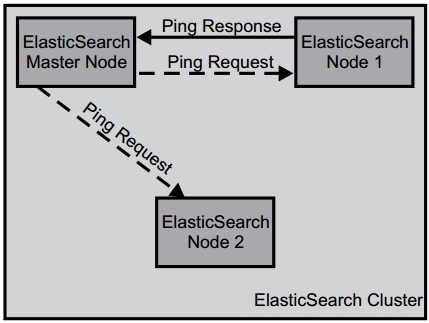 ElasticSearch
Master Node
Ping Response
ElasticSearch
Node 1
Ping Request
Ping Request
ElasticSearch
Node 2
ElasticSearch Cluster